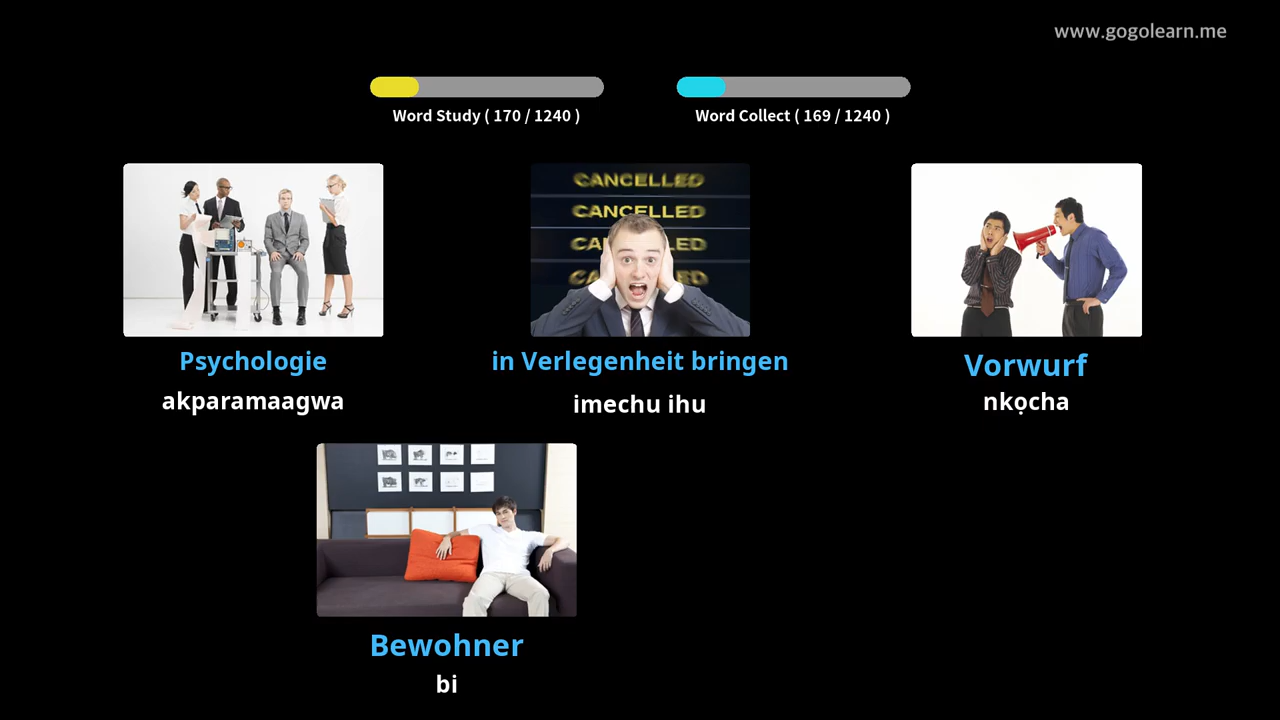 www.gogolearn.me
Word Study ( 170 / 1240 )
Word Collect ( 169 / 1240 )
CANCELLED
CANCELLED
Psychologie
akparamaagwa
in Verlegenheit bringen
imechu ihu
Vorwurf
nkọcha
Bewohner
bi